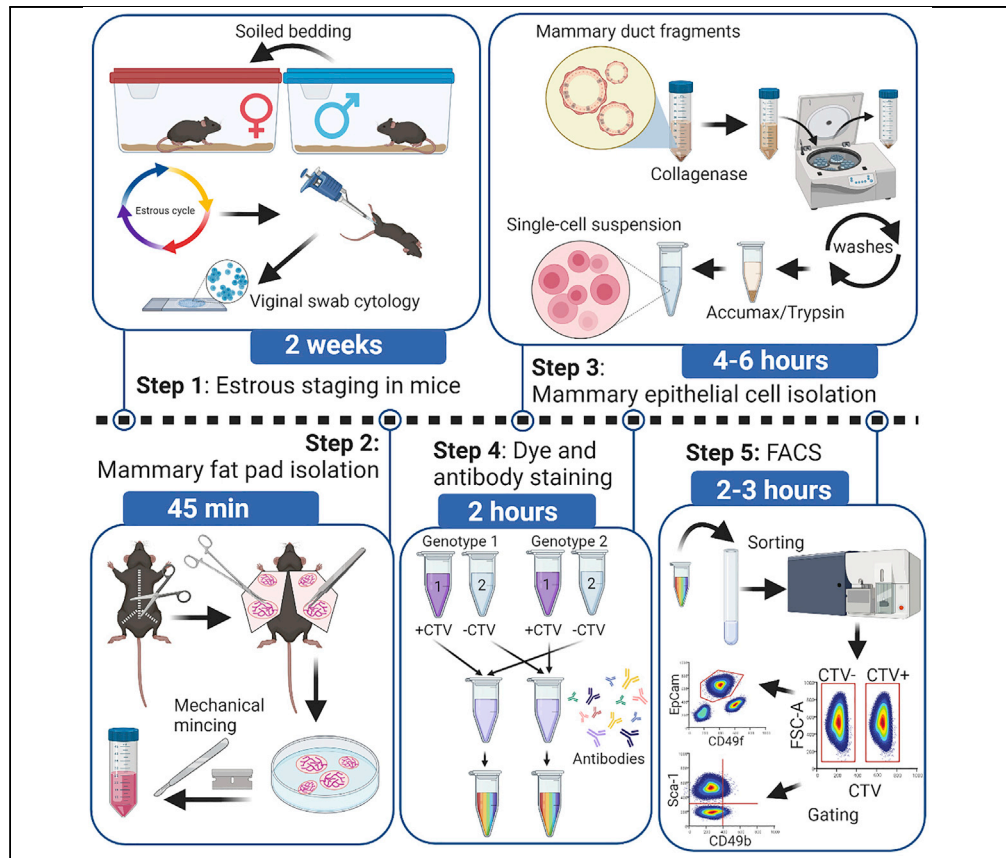 Soiled bedding
Estrous cycle
Viginal swab cytology
2 weeks
Step 1: Estrous staging in mice
Mammary duct fragments
Collagenase
washes
Single-cell suspension
Accumax/Trypsin
4-6 hours
Step 3:
Mammary epithelial cell isolation
Step 2:
Mammary fat pad isolation
45 min
Mechanical
mincing
Step 4: Dye and
antibody staining
2 hours
Genotype 1
Genotype 2
1
2
1
2
+CTV
-CTV
+CTV
-CTV
Antibodies
Step 5: FACS
2-3 hours
Sorting
CTV-
CTV+
FSC-A
CTV
EpCam
CD49f
Sca-1
CD49b
Gating